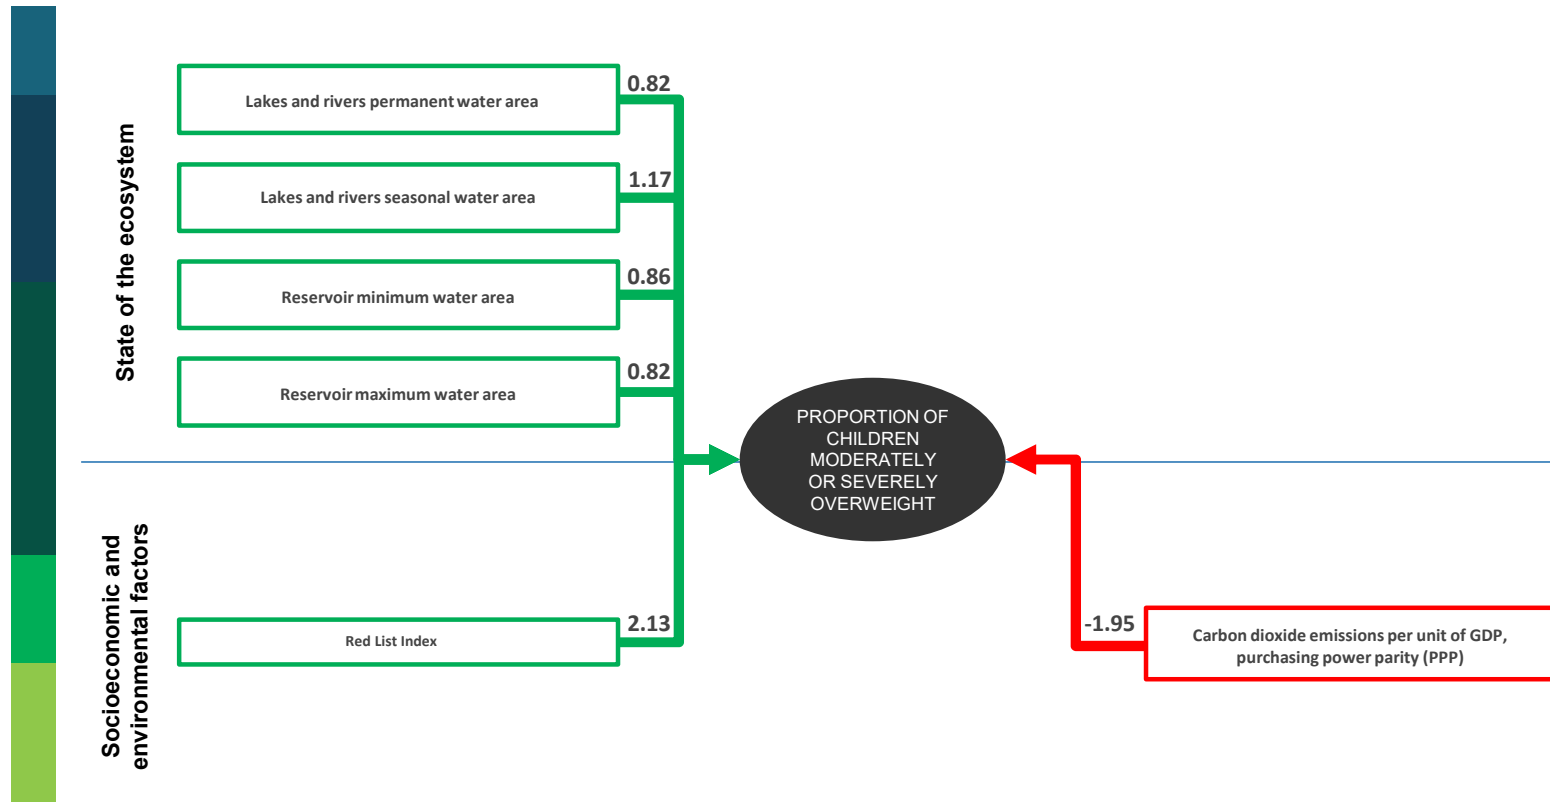 State of the ecosystem
Lakes and rivers permanent water area
0.82
Lakes and rivers seasonal water area
1.17
Reservoir minimum water area
0.86
Reservoir maximum water area
0.82
PROPORTION OF
CHILDREN
MODERATELY
OR SEVERELY
OVERWEIGHT
Socioeconomic and
environmental factors
Red List Index
2.13
-1.95
Carbon dioxide emissions per unit of GDP,
purchasing power parity (PPP)